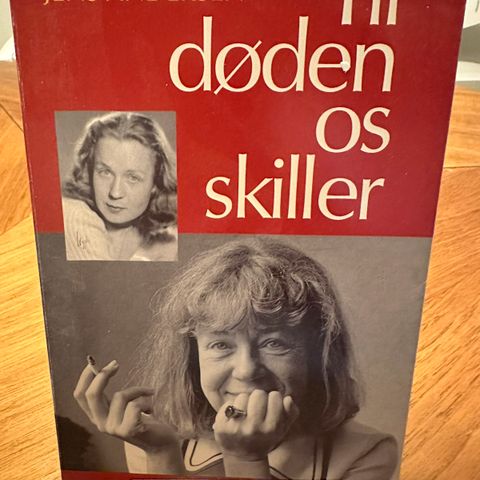 Til
døden
os
skiller